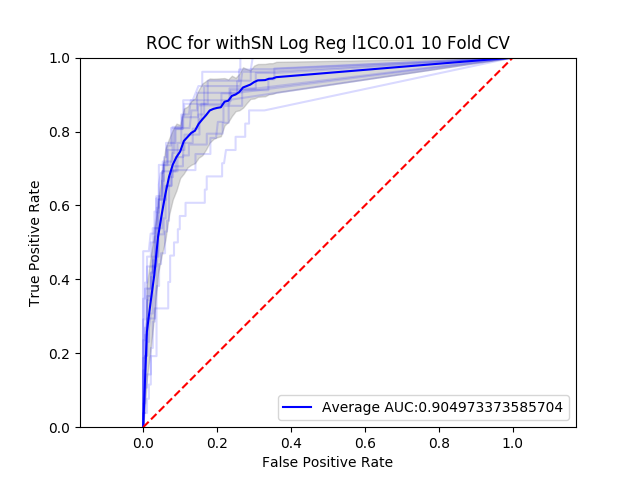 ROC for withSN Log Reg l1C0.01 10 Fold CV
True Positive Rate
1.0
0.8
0.6
0.4
0.2
0.0
Average AUC:0.904973373585704
0.0 0.2 0.4 0.6 0.8 1.0
False Positive Rate